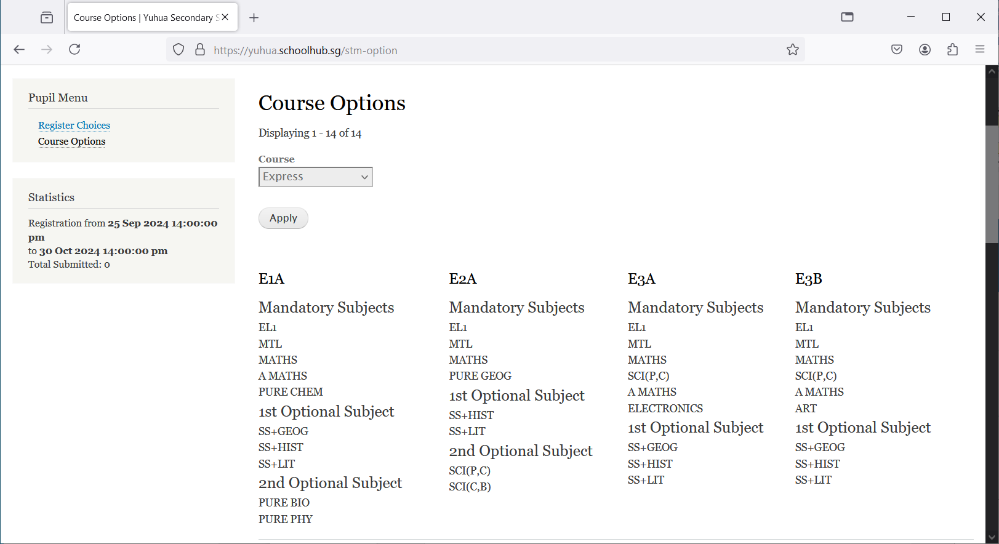 Course Options | Yuhua Secondary S
https://yuhua.schoolhub.sg/stm-option
Pupil Menu
Register Choices
Course Options
Statistics
Registration from 25 Sep 2024 14:00:00
pm
to 30 Oct 2024 14:00:00 pm
Total Submitted: 0
Course Options
Displaying 1 - 14 of 14
Course
Express
Apply
E1A
Mandatory Subjects
EL1
MTL
MATHS
A MATHS
PURE CHEM
1st Optional Subject
SS+GEOG
SS+HIST
SS+LIT
2nd Optional Subject
PURE BIO
PURE PHY
E2A
Mandatory Subjects
EL1
MTL
MATHS
PURE GEOG
1st Optional Subject
SS+HIST
SS+LIT
2nd Optional Subject
SCI(P,C)
SCI(C,B)
E3A
Mandatory Subjects
EL1
MTL
MATHS
SCI(P,C)
A MATHS
ELECTRONICS
1st Optional Subject
SS+GEOG
SS+HIST
SS+LIT
E3B
Mandatory Subjects
EL1
MTL
MATHS
SCI(P,C)
A MATHS
ART
1st Optional Subject
SS+GEOG
SS+HIST
SS+LIT